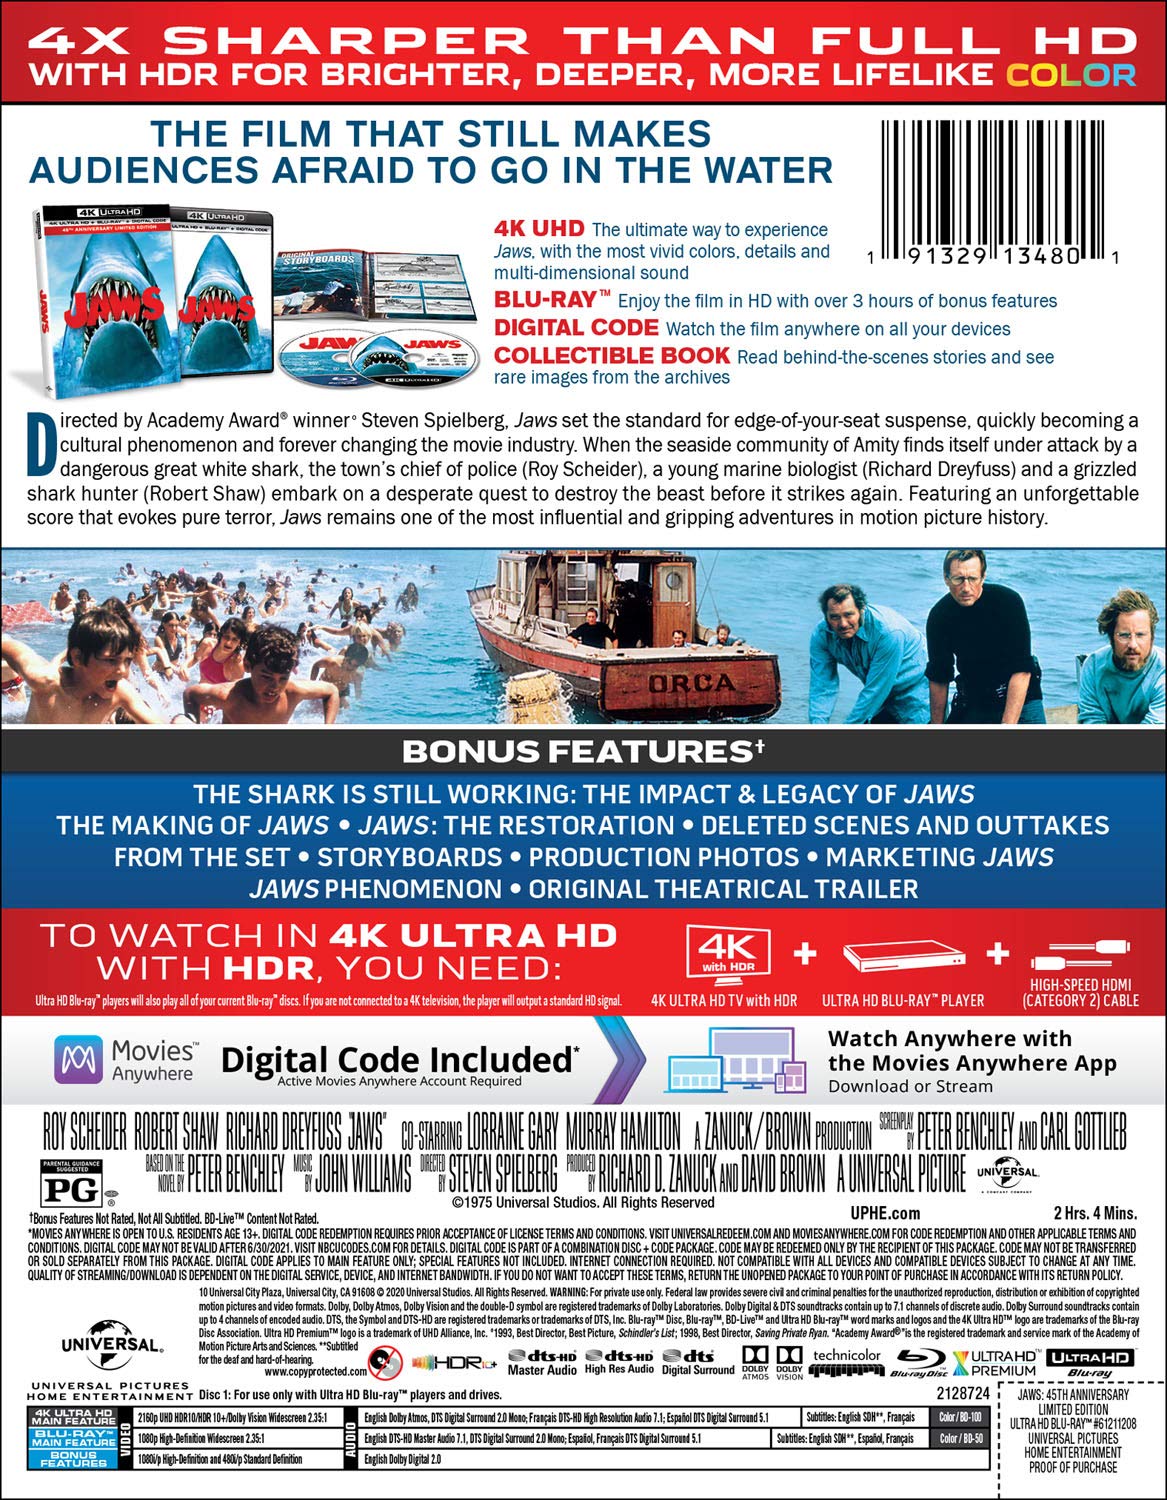 4X SHARPER THAN FULL HD
WITH HDR FOR BRIGHTER, DEEPER, MORE LIFELIKE COLOR
THE FILM THAT STILL MAKES
AUDIENCES AFRAID TO GO IN THE WATER
4K ULTRA HD
4K ULTRA HD + BLU-RAY + DIGITAL CODE
45TH ANNIVERSARY LIMITED EDITION
JAWS
JAWS
4K ULTRA HD
JAWS
ORIGINAL
STORYBOARDS
JAWS
JAWS
4K UHD The ultimate way to experience
Jaws, with the most vivid colors, details and
multi-dimensional sound
BLU-RAY™ Enjoy the film in HD with over 3 hours of bonus features
DIGITAL CODE Watch the film anywhere on all your devices
COLLECTIBLE BOOK Read behind-the-scenes stories and see
rare images from the archives
1 91329 13480 1
Directed by Academy Award® winner° Steven Spielberg, Jaws set the standard for edge-of-your-seat suspense, quickly becoming a
cultural phenomenon and forever changing the movie industry. When the seaside community of Amity finds itself under attack by a
dangerous great white shark, the town's chief of police (Roy Scheider), a young marine biologist (Richard Dreyfuss) and a grizzled
shark hunter (Robert Shaw) embark on a desperate quest to destroy the beast before it strikes again. Featuring an unforgettable
score that evokes pure terror, Jaws remains one of the most influential and gripping adventures in motion picture history.
ORCA
BONUS FEATURES†
THE SHARK IS STILL WORKING: THE IMPACT & LEGACY OF JAWS
THE MAKING OF JAWS • JAWS: THE RESTORATION • DELETED SCENES AND OUTTAKES
FROM THE SET • STORYBOARDS • PRODUCTION PHOTOS • MARKETING JAWS
JAWS PHENOMENON • ORIGINAL THEATRICAL TRAILER
TO WATCH IN 4K ULTRA HD
WITH HDR, YOU NEED:
Ultra HD Blu-ray™ players will also play all of your current Blu-ray™ discs. If you are not connected to a 4K television, the player will output a standard HD signal.
4K
with HDR
4K ULTRA HD TV with HDR
+
ULTRA HD BLU-RAY™ PLAYER
+
HIGH-SPEED HDMI
(CATEGORY 2) CABLE
Movies™
Anywhere
Digital Code Included*
Active Movies Anywhere Account Required
Watch Anywhere with
the Movies Anywhere App
Download or Stream
ROY SCHEIDER ROBERT SHAW RICHARD DREYFUSS "JAWS" CO-STARRING LORRAINE GARY MURRAY HAMILTON A ZANUCK/BROWN PRODUCTION SCREENPLAY BY PETER BENCHLEY AND CARL GOTTLIEB
BASED ON THE NOVEL BY PETER BENCHLEY MUSIC BY JOHN WILLIAMS DIRECTED BY STEVEN SPIELBERG PRODUCED BY RICHARD D. ZANUCK AND DAVID BROWN A UNIVERSAL PICTURE
UNIVERSAL
A COMCAST COMPANY
PARENTAL GUIDANCE SUGGESTED
PG
®
©1975 Universal Studios. All Rights Reserved
UPHE.com
2 Hrs. 4 Mins.
†Bonus Features Not Rated, Not All Subtitled. BD-Live™ Content Not Rated.
*MOVIES ANYWHERE IS OPEN TO U.S. RESIDENTS AGE 13+. DIGITAL CODE REDEMPTION REQUIRES PRIOR ACCEPTANCE OF LICENSE TERMS AND CONDITIONS. VISIT UNIVERSALREDEEM.COM AND MOVIESANYWHERE.COM FOR CODE REDEMPTION AND OTHER APPLICABLE TERMS AND
CONDITIONS. DIGITAL CODE MAY NOT BE VALID AFTER 6/30/2021. VISIT NBCUCODES.COM FOR DETAILS. DIGITAL CODE IS PART OF A COMBINATION DISC + CODE PACKAGE. CODE MAY BE REDEEMED ONLY BY THE RECIPIENT OF THIS PACKAGE. CODE MAY NOT BE TRANSFERRED
OR SOLD SEPARATELY FROM THIS PACKAGE. DIGITAL CODE APPLIES TO MAIN FEATURE ONLY; SPECIAL FEATURES NOT INCLUDED. INTERNET CONNECTION REQUIRED. NOT COMPATIBLE WITH ALL DEVICES AND COMPATIBLE DEVICES SUBJECT TO CHANGE AT ANY TIME.
QUALITY OF STREAMING/DOWNLOAD IS DEPENDENT ON THE DIGITAL SERVICE, DEVICE, AND INTERNET BANDWIDTH. IF YOU DO NOT WANT TO ACCEPT THESE TERMS, RETURN THE UNOPENED PACKAGE TO YOUR POINT OF PURCHASE IN ACCORDANCE WITH ITS RETURN POLICY.
10 Universal City Plaza, Universal City, CA 91608 © 2020 Universal Studios. All Rights Reserved. WARNING: For private use only. Federal law provides severe civil and criminal penalties for the unauthorized reproduction, distribution or exhibition of copyrighted
motion pictures and video formats. Dolby, Dolby Atmos, Dolby Vision and the double-D symbol are registered trademarks of Dolby Laboratories. Dolby Digital & DTS soundtracks contain up to 7.1 channels of discrete audio. Dolby Surround soundtracks contain
up to 4 channels of encoded audio. DTS, the Symbol and DTS-HD are registered trademarks or trademarks of DTS, Inc. Blu-ray™ Disc, Blu-ray™, BD-Live™ and Ultra HD Blu-ray™ word marks and logos and the 4K Ultra HD™ logo are trademarks of the Blu-ray
Disc Association. Ultra HD Premium™ logo is a trademark of UHD Alliance, Inc. °1993, Best Director, Best Picture, Schindler's List; 1998, Best Director, Saving Private Ryan. "Academy Award®" is the registered trademark and service mark of the Academy of
Motion Picture Arts and Sciences. **Subtitled
for the deaf and hard-of-hearing.
www.copyprotected.com
UNIVERSAL
UNIVERSAL PICTURES
HOME ENTERTAINMENT
HDR10+
dts-HD
Master Audio
dts-HD
High Res Audio
dts
Digital Surround
DOLBY
ATMOS
DOLBY
VISION
technicolor
Blu-ray Disc
ULTRA HD
PREMIUM
ULTRA HD
Blu-ray
Disc 1: For use only with Ultra HD Blu-ray™ players and drives.
2128724
4K ULTRA HD
MAIN FEATURE
BLU-RAY™
MAIN FEATURE
BONUS
FEATURES
VIDEO
2160p UHD HDR10/HDR 10+/Dolby Vision Widescreen 2.35:1
1080p High-Definition Widescreen 2.35:1
1080i/p High-Definition and 480i/p Standard Definition
AUDIO
English Dolby Atmos, DTS Digital Surround 2.0 Mono; Français DTS-HD High Resolution Audio 7.1; Español DTS Digital Surround 5.1
English DTS-HD Master Audio 7.1, DTS Digital Surround 2.0 Mono; Español, Français DTS Digital Surround 5.1
English Dolby Digital 2.0
Subtitles: English SDH**, Français
Subtitles: English SDH**, Español, Français
Color / BD-100
Color / BD-50
JAWS: 45TH ANNIVERSARY
LIMITED EDITION
ULTRA HD BLU-RAY™ #61211208
UNIVERSAL PICTURES
HOME ENTERTAINMENT
PROOF OF PURCHASE